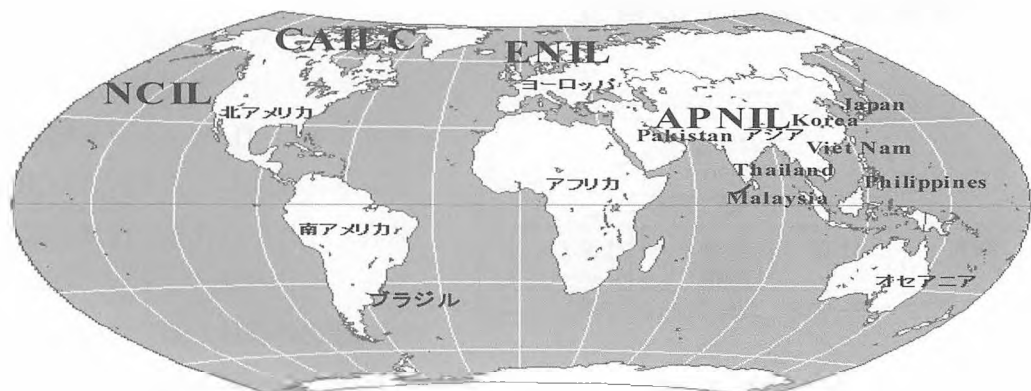 CAILC
ENIL
NCIL
ヨーロッパ
北アメリカ
APNIL
Japan
Korea
Pakistan
アジア
Viet Nam
Thailand
アフリカ
Philippines
Malaysia
南アメリカ
オセアニア
ブラジル